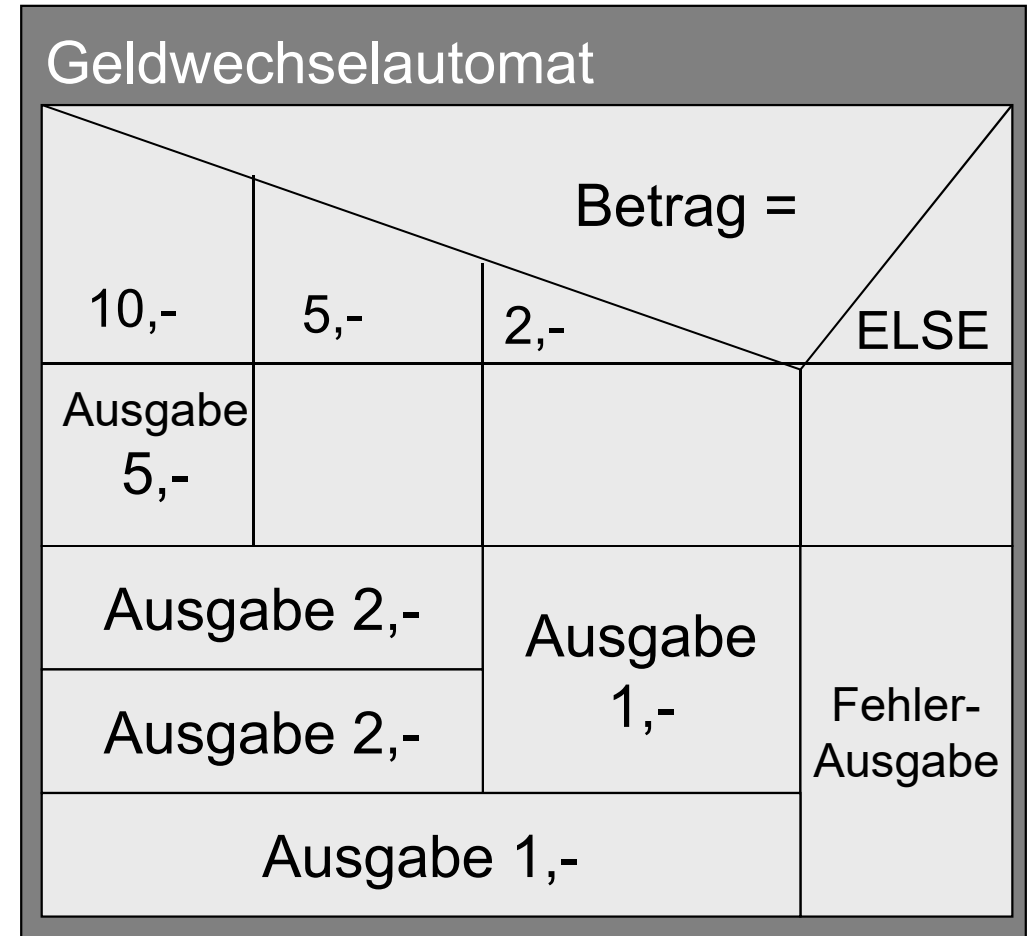 Geldwechselautomat
Betrag =
10,-
5,-
2,-
ELSE
Ausgabe
5,-
Ausgabe 2,-
Ausgabe 2,-
Ausgabe
1,-
Fehler-
Ausgabe
Ausgabe 1,-